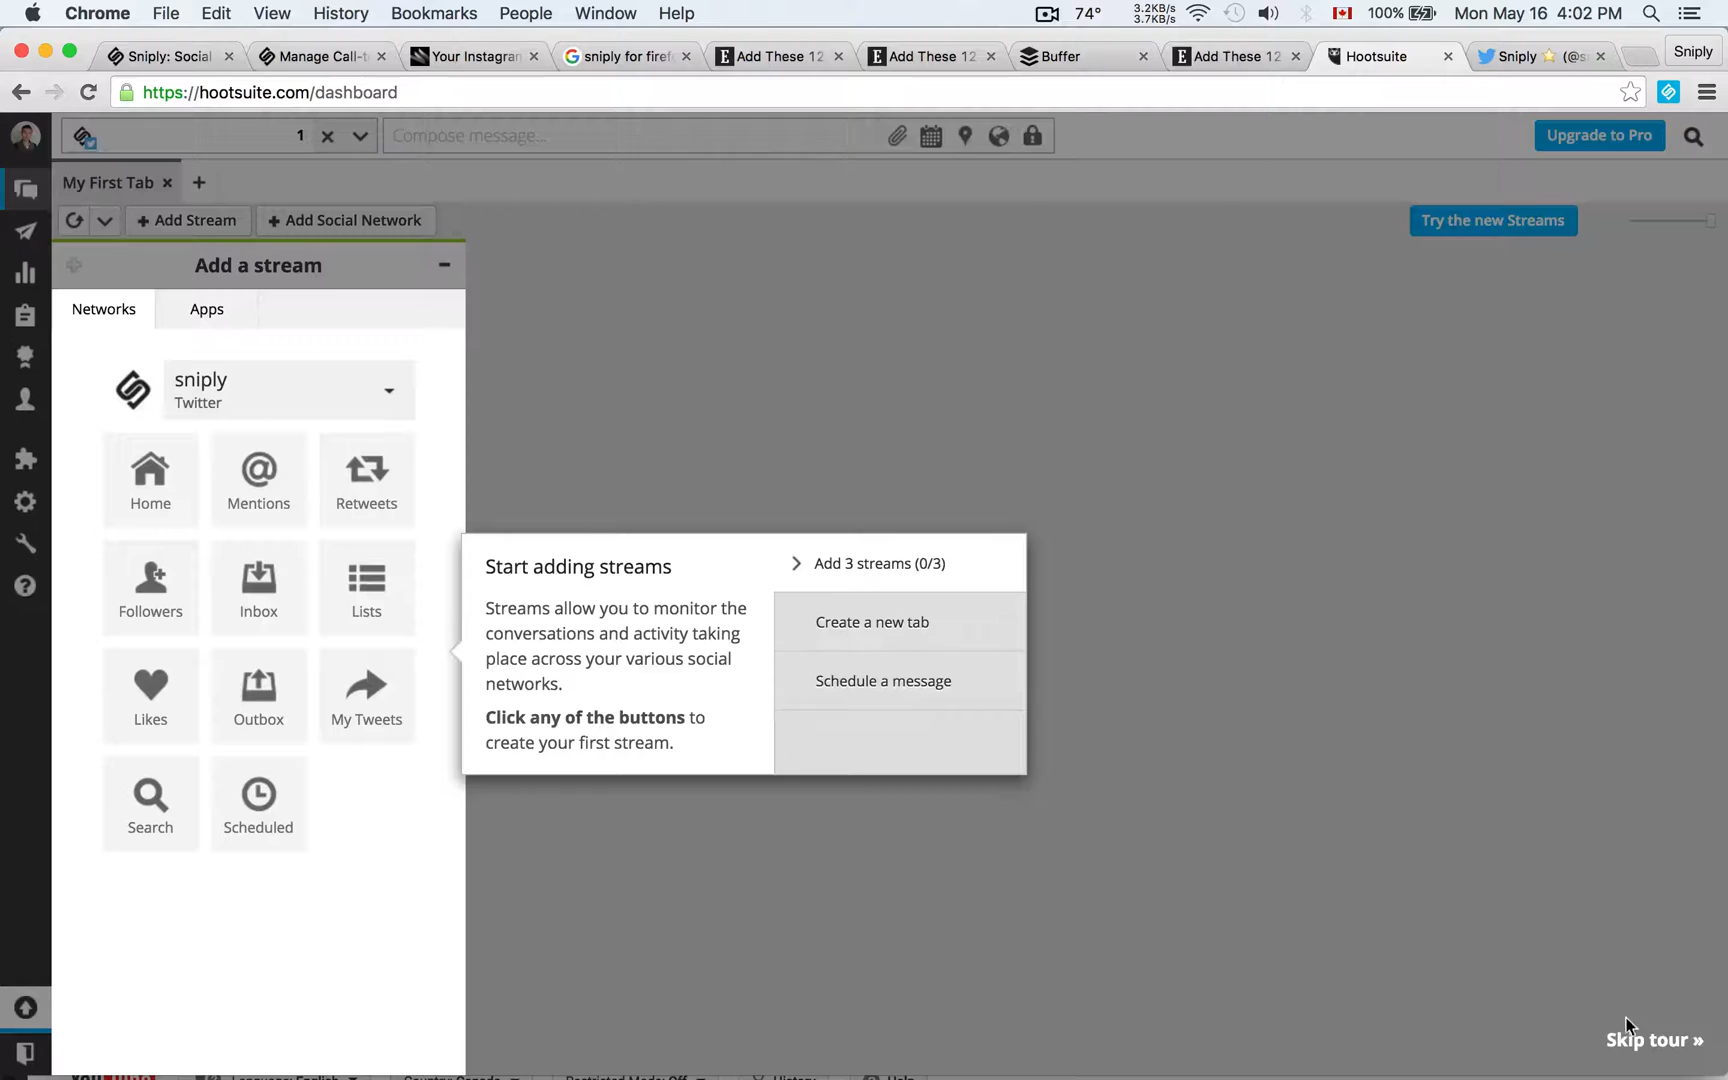 Chrome File Edit View History Bookmarks People Window Help 74° 3.2KB/s 3.7KB/s 100% Mon May 16 4:02 PM
Sniply: Social Manage Call-t Your Instagran sniply for firef Add These 12 Add These 12 Buffer Add These 12 Hootsuite Sniply (@s Sniply
https://hootsuite.com/dashboard
1 Compose message... Upgrade to Pro
My First Tab
Add Stream Add Social Network Try the new Streams
Add a stream
Networks Apps
sniply
Twitter
Home Mentions Retweets
Followers Inbox Lists
Likes Outbox My Tweets
Search Scheduled
Start adding streams
Streams allow you to monitor the
conversations and activity taking
place across your various social
networks.
Click any of the buttons to
create your first stream.
Add 3 streams (0/3)
Create a new tab
Schedule a message
Skip tour »